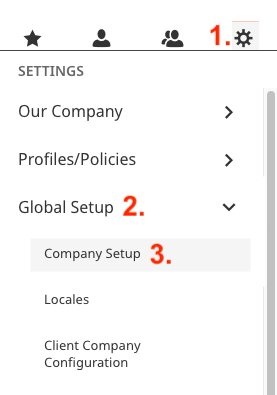 1.
SETTINGS
Our Company
Profiles/Policies
Global Setup 2.
Company Setup 3.
Locales
Client Company
Configuration